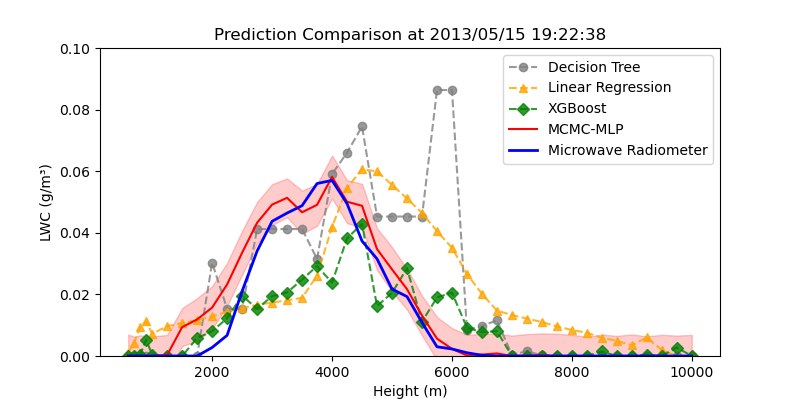 Prediction Comparison at 2013/05/15 19:22:38
0.10
0.08
0.06
0.04
0.02
0.00
LWC (g/m³)
Decision Tree
Linear Regression
XGBoost
MCMC-MLP
Microwave Radiometer
2000 4000 6000 8000 10000
Height (m)